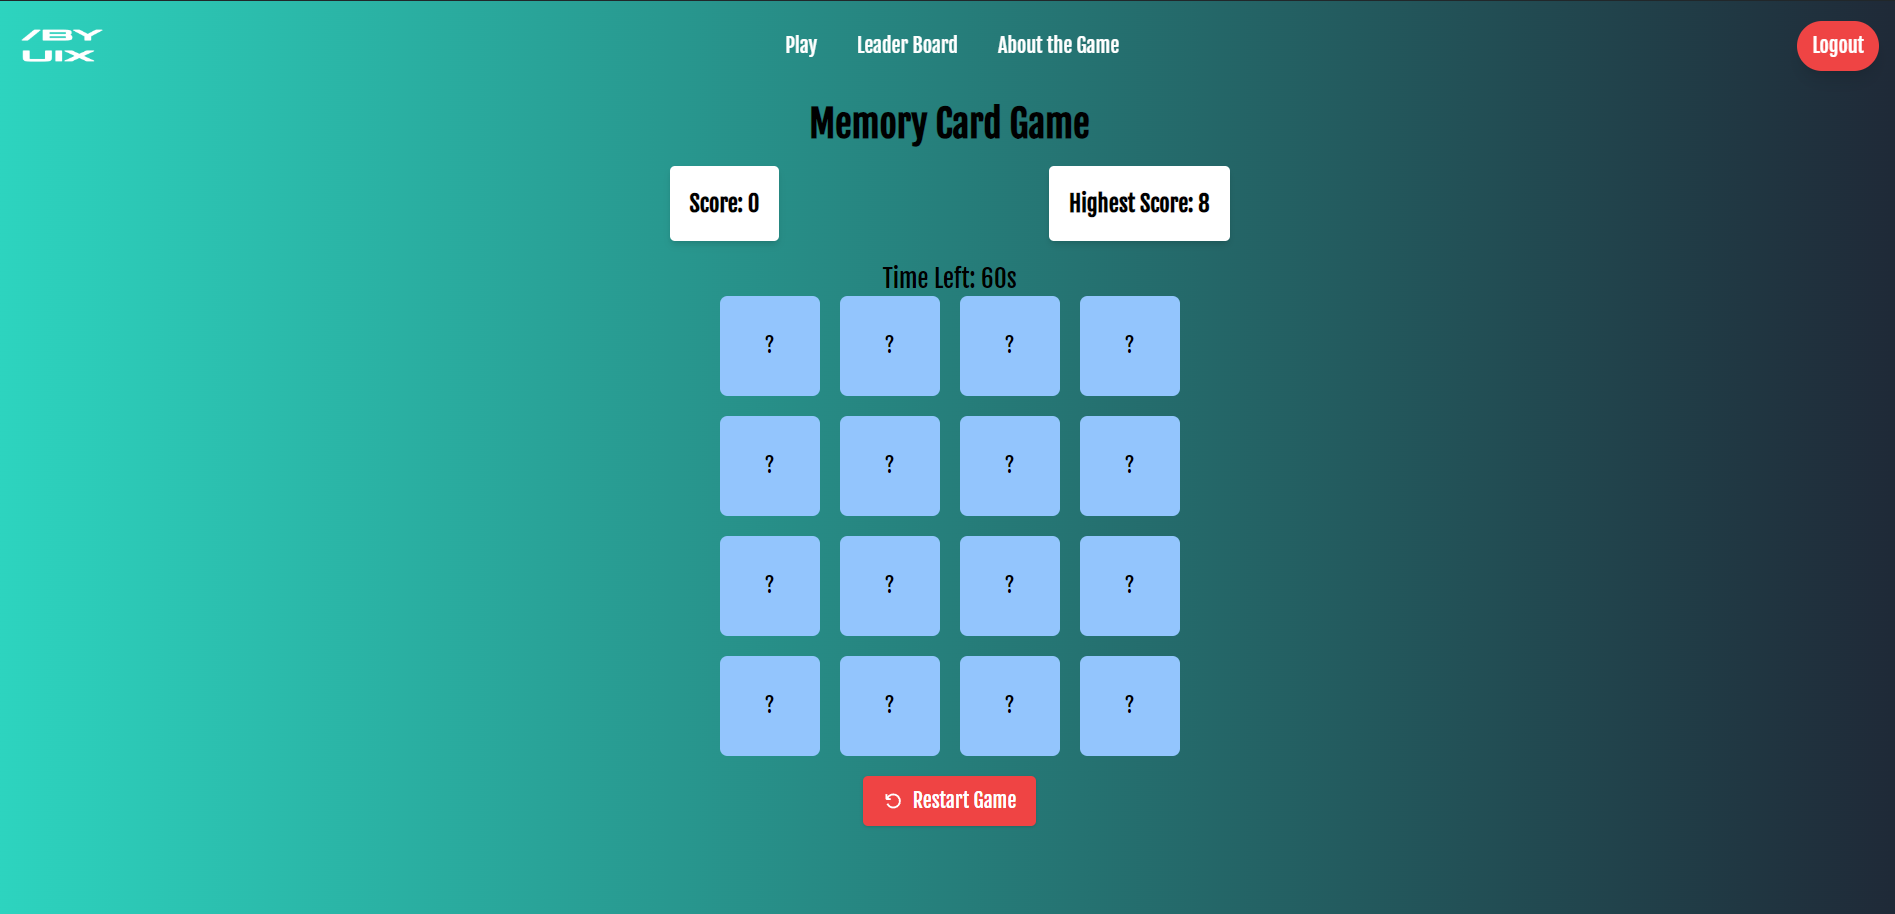 /BY
UIX
Play Leader Board About the Game Logout
Memory Card Game
Score: 0 Highest Score: 8
Time Left: 60s
? ? ? ?
? ? ? ?
? ? ? ?
? ? ? ?
Restart Game